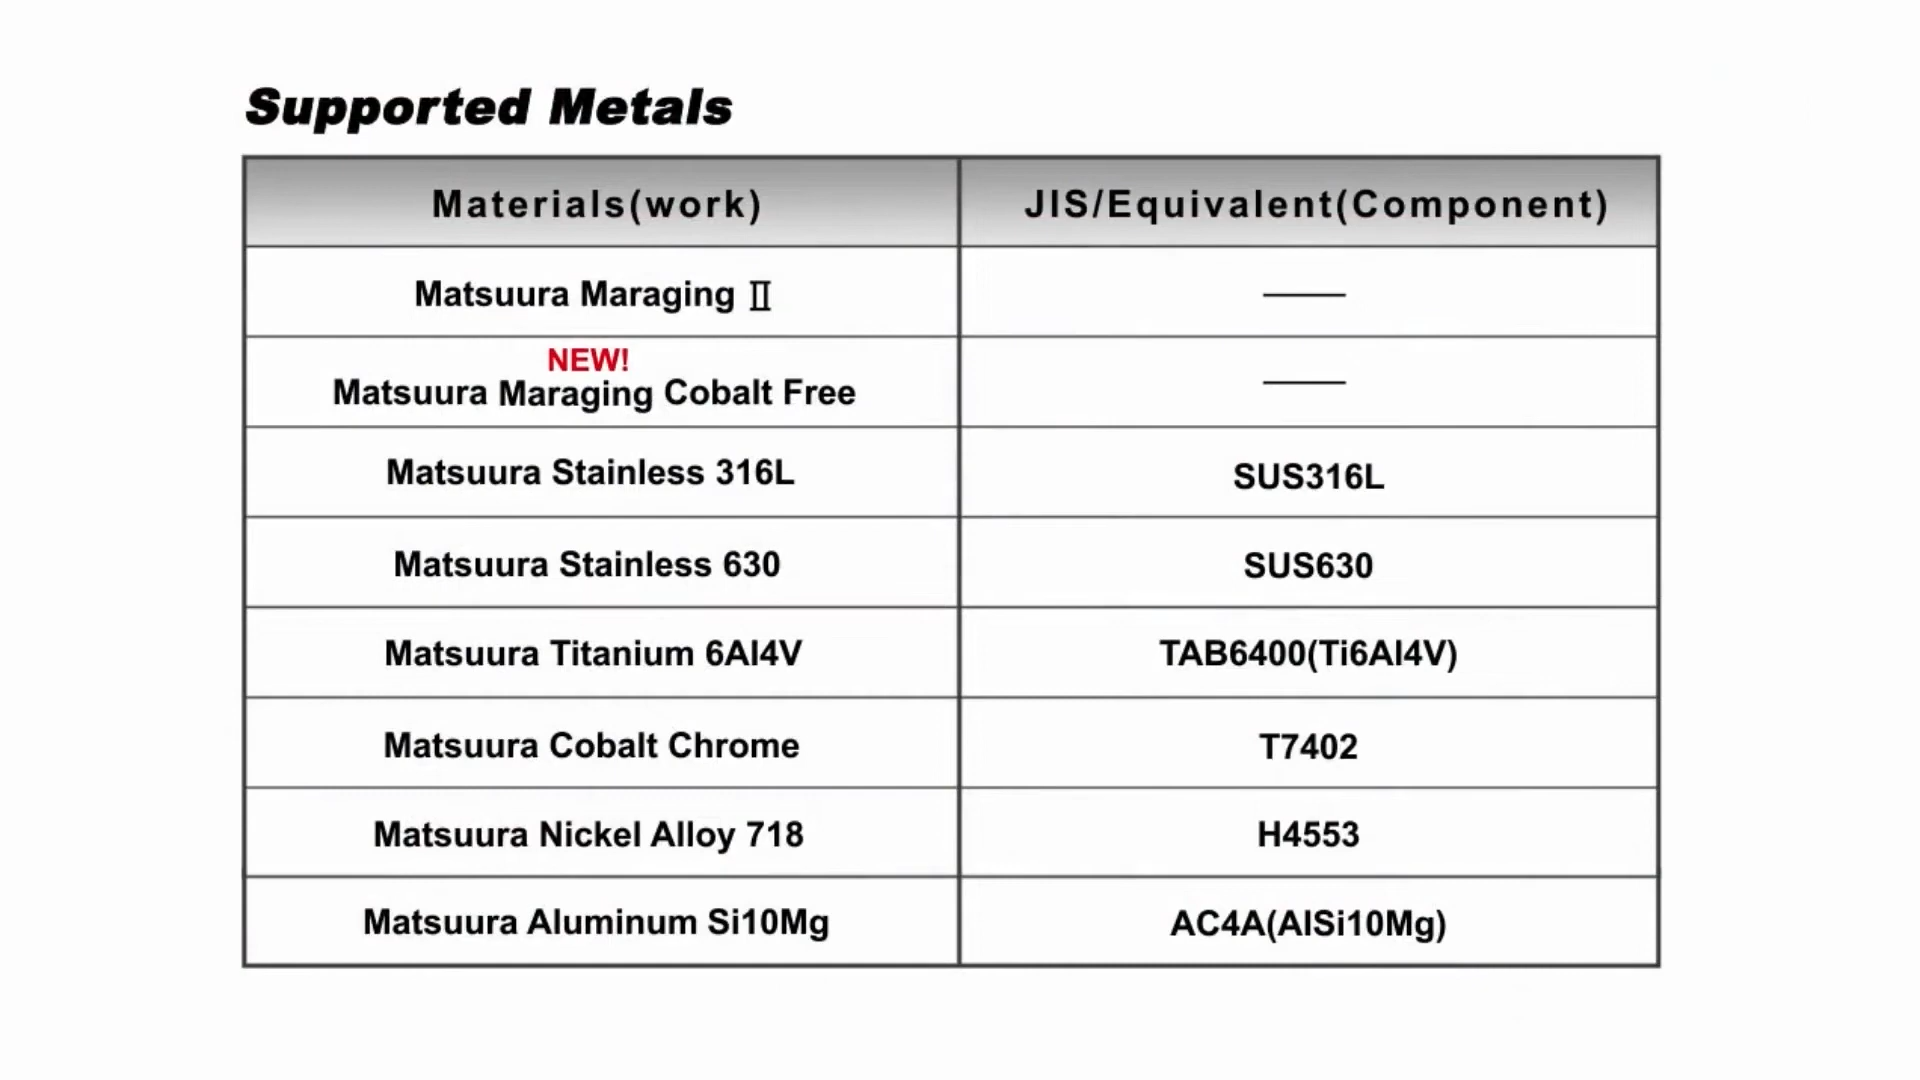 Supported Metals
Materials(work) JIS/Equivalent(Component)
Matsuura Maraging Ⅱ ——
NEW!
Matsuura Maraging Cobalt Free ——
Matsuura Stainless 316L SUS316L
Matsuura Stainless 630 SUS630
Matsuura Titanium 6Al4V TAB6400(Ti6Al4V)
Matsuura Cobalt Chrome T7402
Matsuura Nickel Alloy 718 H4553
Matsuura Aluminum Si10Mg AC4A(AlSi10Mg)